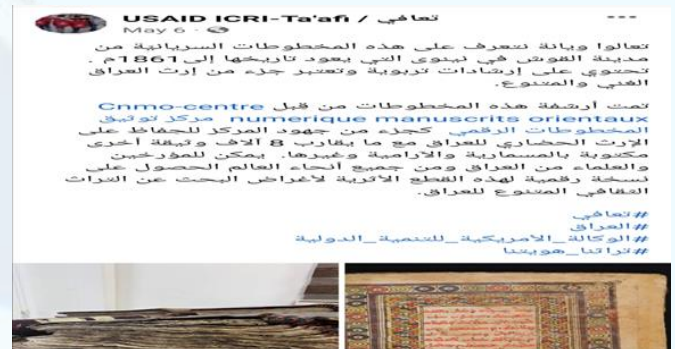 USAID ICRI-Ta'afi / تعافي
May 6
تعالوا ويانة نتعرف على هذه المخطوطات السريانية من
مدينة القوش في نينوى التي يعود تاريخها إلى 1861م .
تحتوي على إرشادات تربوية وتعتبر جزء من إرث العراق
الغني والمتنوع.
تمت أرشفة هذه المخطوطات من قبل Cnmo-centre
numerique manuscrits orientaux مركز توثيق
المخطوطات الرقمي كجزء من جهود المركز للحفاظ على
الإرث الحضاري للعراق مع ما يقارب 8 آلاف وثيقة أخرى
مكتوبة بالمسمارية والآرامية وغيرها. يمكن للمؤرخين
والعلماء من العراق ومن جميع أنحاء العالم الحصول على
نسخة رقمية لهذه القطع الأثرية لأغراض البحث عن التراث
الثقافي المتنوع للعراق.
#تعافي
#العراق
#الوكالة_الأمريكية_للتنمية_الدولية
#تراثنا_هويتنا